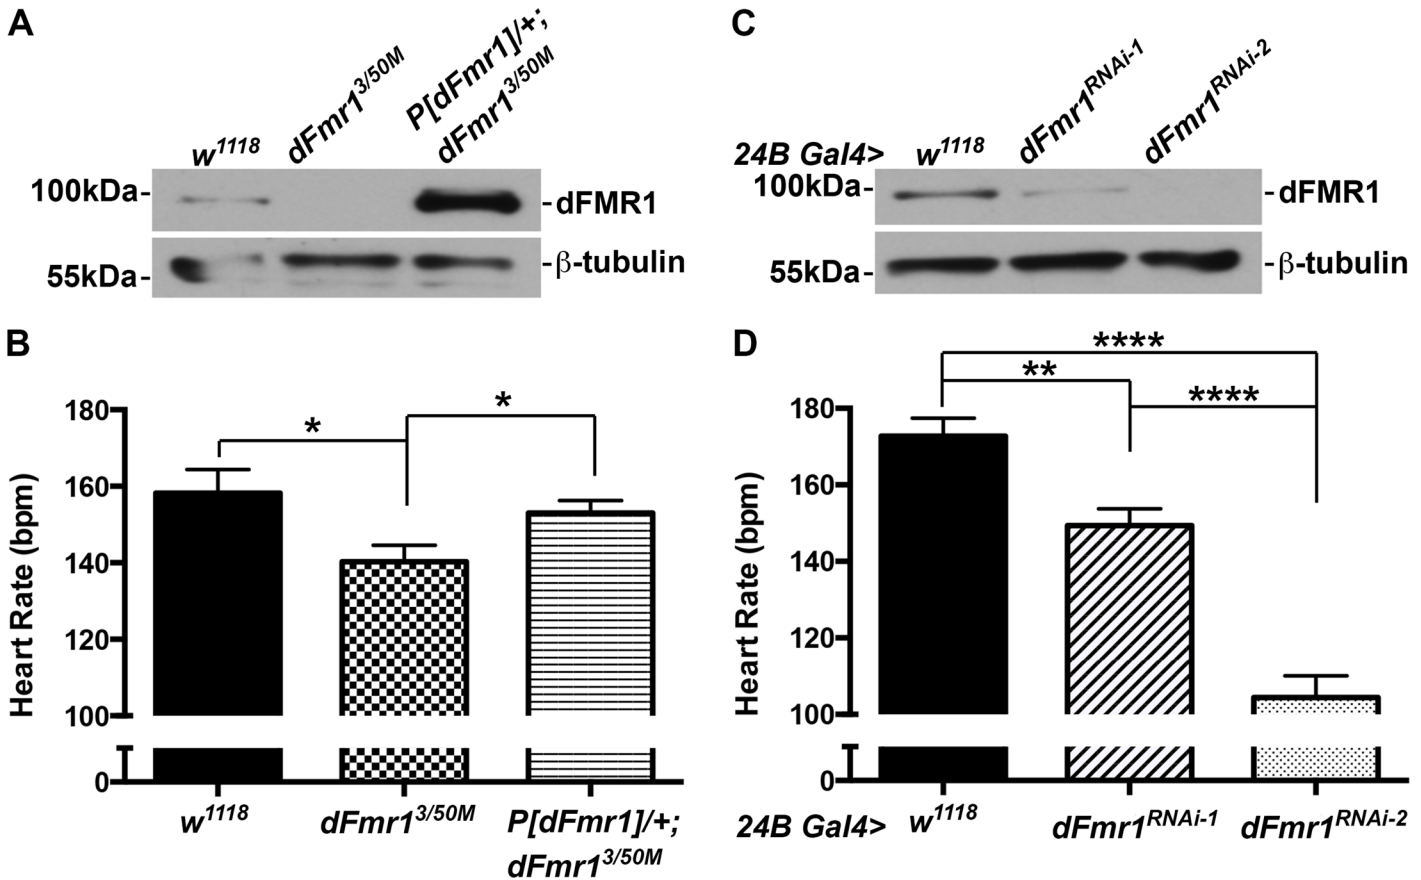 A
w1118
dFmr13/50M
P[dFmr1]/+;
dFmr13/50M
100kDa-
-dFMR1
55kDa-
-β-tubulin
B
180
160
140
120
100
0
Heart Rate (bpm)
*
*
w1118
dFmr13/50M
P[dFmr1]/+;
dFmr13/50M
C
24B Gal4>
w1118
dFmr1RNAi-1
dFmr1RNAi-2
100kDa-
-dFMR1
55kDa-
-β-tubulin
D
****
**
****
180
160
140
120
100
0
Heart Rate (bpm)
24B Gal4>
w1118
dFmr1RNAi-1
dFmr1RNAi-2